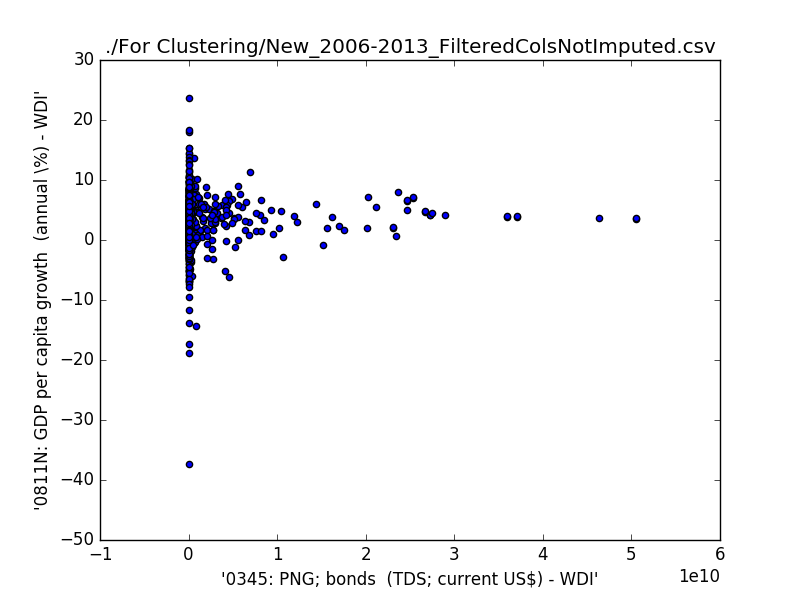 ./For Clustering/New_2006-2013_FilteredColsNotImputed.csv
30
20
10
0
−10
−20
−30
−40
−50
'0811N: GDP per capita growth  (annual \%) - WDI'
−1 0 1 2 3 4 5 6
1e10
'0345: PNG; bonds  (TDS; current US$) - WDI'